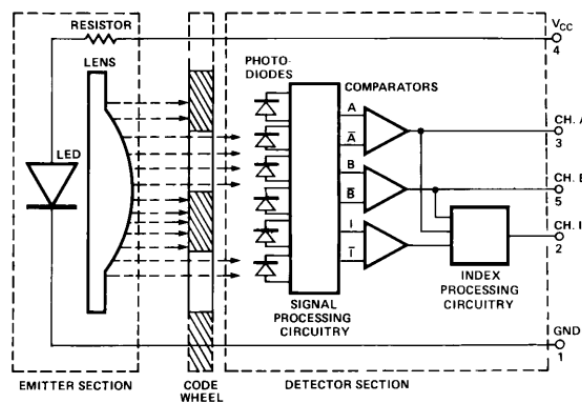 RESISTOR
LENS
LED
PHOTO-
DIODES
COMPARATORS
A
A̅
B
B̅
I
I̅
VCC
4
CH. A
3
CH. B
5
CH. I
2
GND
1
SIGNAL
PROCESSING
CIRCUITRY
INDEX
PROCESSING
CIRCUITRY
EMITTER SECTION
CODE
WHEEL
DETECTOR SECTION